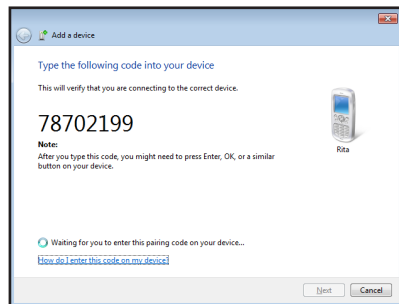 Add a device
Type the following code into your device
This will verify that you are connecting to the correct device.
78702199
Rita
Note:
After you type this code, you might need to press Enter, OK, or a similar
button on your device.
Waiting for you to enter this pairing code on your device...
How do I enter this code on my device?
Next Cancel